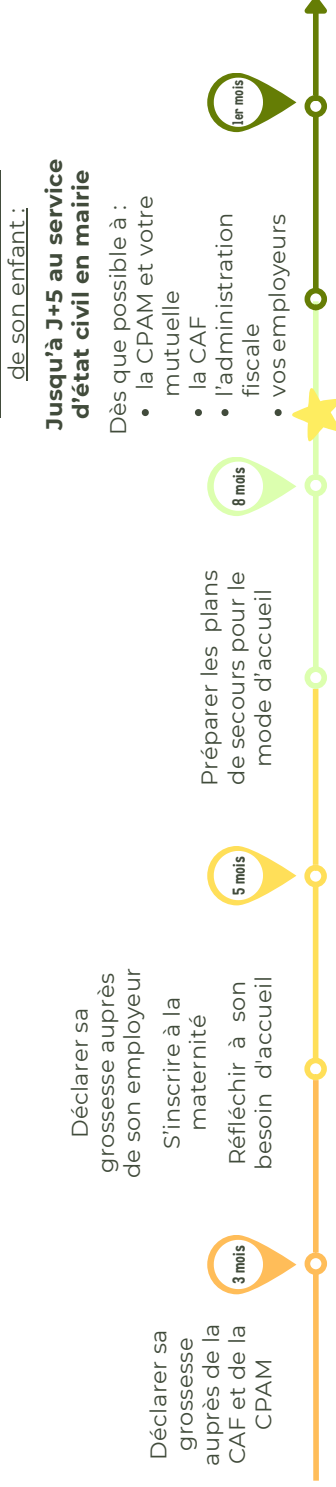 Déclarer sa
grossesse
auprès de la
CAF et de la
CPAM
3 mois
Déclarer sa
grossesse auprès
de son employeur
S'inscrire à la
maternité
Réfléchir à son
besoin d'accueil
5 mois
Préparer les plans
de secours pour le
mode d'accueil
8 mois
de son enfant :
Jusqu'à J+5 au service
d'état civil en mairie
Dès que possible à :
• la CPAM et votre
mutuelle
• la CAF
• l'administration
fiscale
• vos employeurs
1er mois